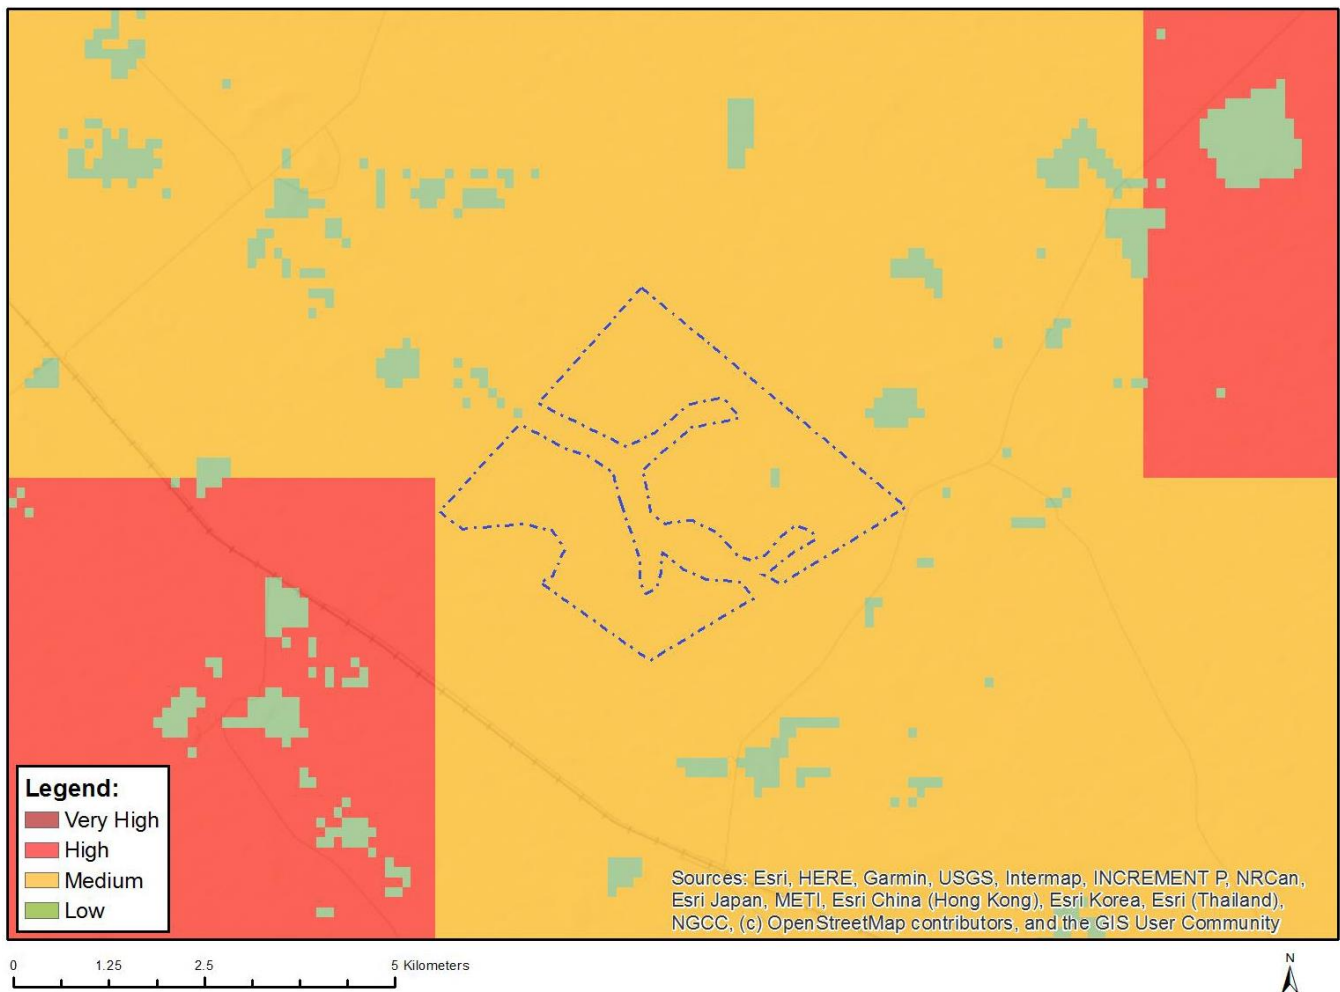 Legend:
Very High
High
Medium
Low
Sources: Esri, HERE, Garmin, USGS, Intermap, INCREMENT P, NRCan,
Esri Japan, METI, Esri China (Hong Kong), Esri Korea, Esri (Thailand),
NGCC, (c) OpenStreetMap contributors, and the GIS User Community
0 1.25 2.5 5 Kilometers
N